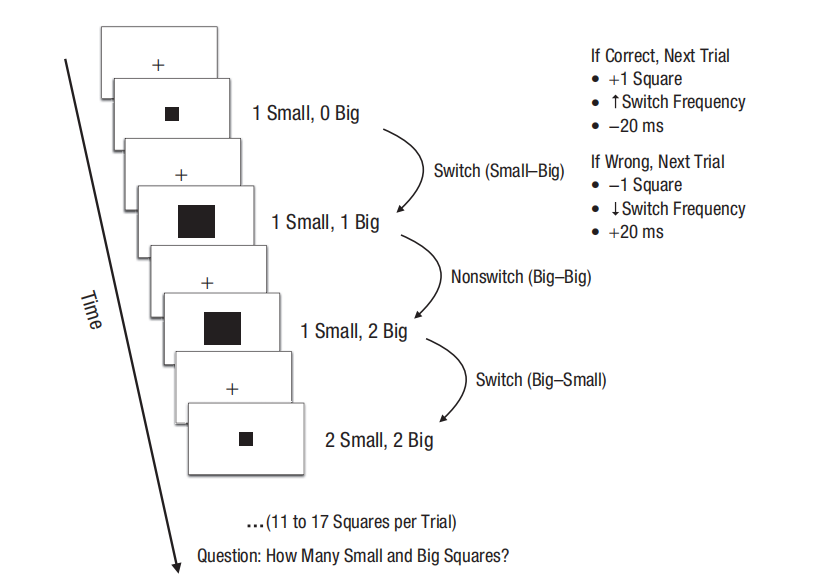 If Correct, Next Trial
• +1 Square
• ↑Switch Frequency
• −20 ms
If Wrong, Next Trial
• −1 Square
• ↓Switch Frequency
• +20 ms
+
1 Small, 0 Big
Switch (Small–Big)
+
1 Small, 1 Big
Nonswitch (Big–Big)
+
1 Small, 2 Big
Switch (Big–Small)
+
2 Small, 2 Big
Time
...(11 to 17 Squares per Trial)
Question: How Many Small and Big Squares?